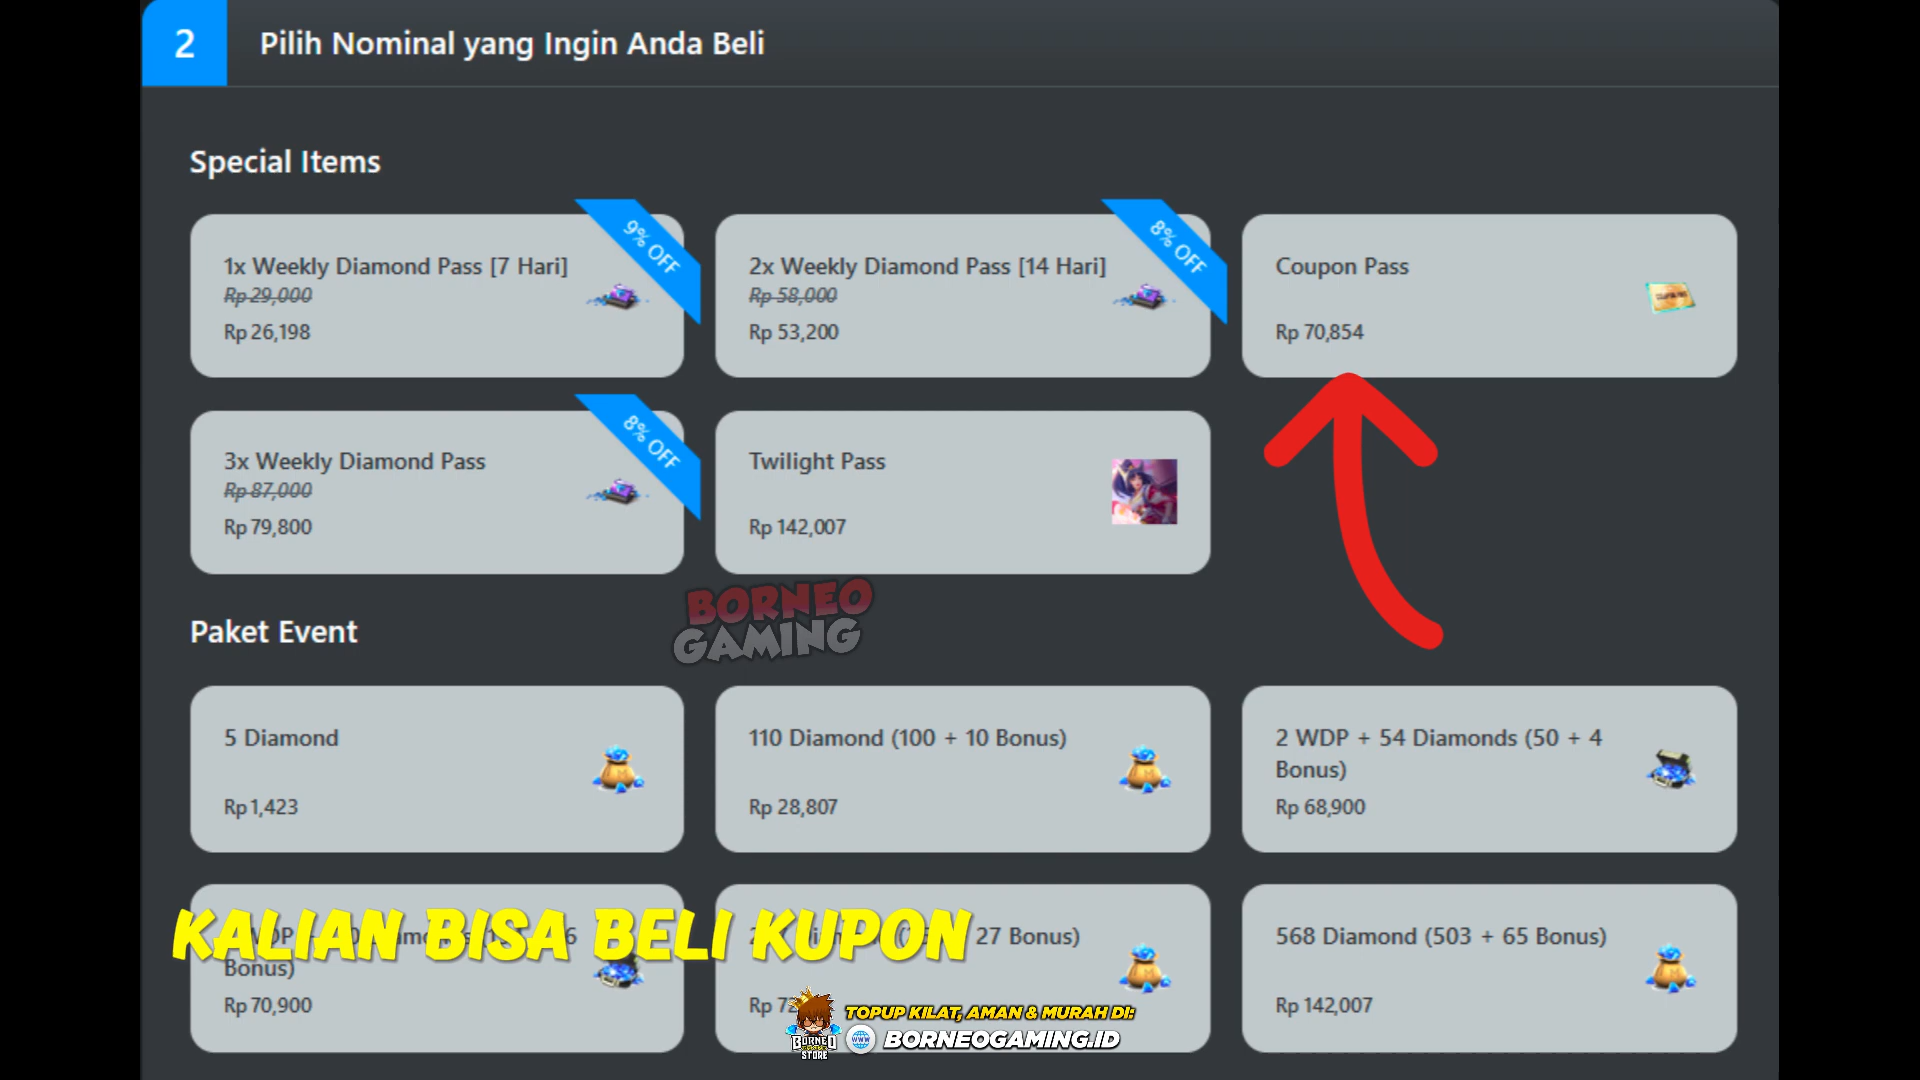 2
Pilih Nominal yang Ingin Anda Beli
Special Items
1x Weekly Diamond Pass [7 Hari]
Rp 29,000
Rp 26,198
9% OFF
2x Weekly Diamond Pass [14 Hari]
Rp 58,000
Rp 53,200
8% OFF
Coupon Pass
Rp 70,854
3x Weekly Diamond Pass
Rp 87,000
Rp 79,800
8% OFF
Twilight Pass
Rp 142,007
BORNEO
GAMING
Paket Event
5 Diamond
Rp 1,423
110 Diamond (100 + 10 Bonus)
Rp 28,807
2 WDP + 54 Diamonds (50 + 4
Bonus)
Rp 68,900
KALIAN BISA BELI KUPON
Bonus)
Rp 70,900
27 Bonus)
568 Diamond (503 + 65 Bonus)
Rp 142,007
BORNEO
STORE
TOPUP KILAT, AMAN & MURAH DI:
WWW
BORNEOGAMING.ID